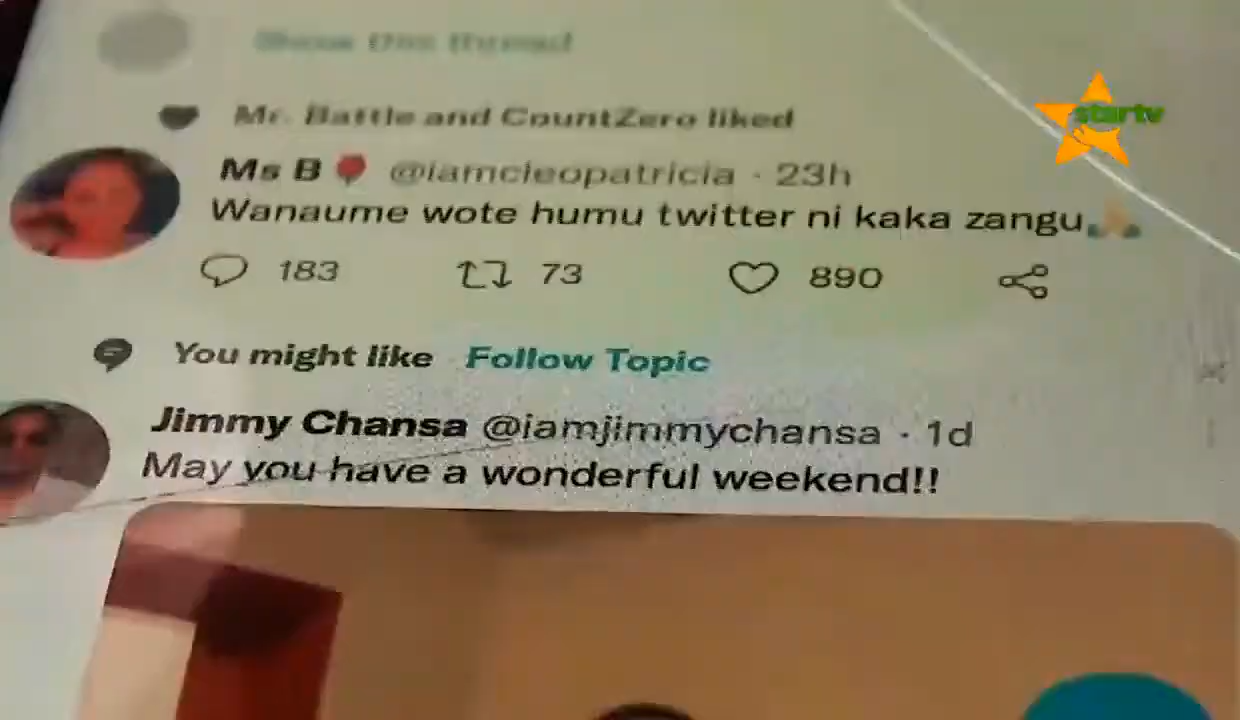 Show this thread
Mr. Battle and CountZero liked
Ms B @iamcleopatricia · 23h
Wanaume wote humu twitter ni kaka zangu
183 73 890
You might like Follow Topic
Jimmy Chansa @iamjimmychansa · 1d
May you have a wonderful weekend!!
startv